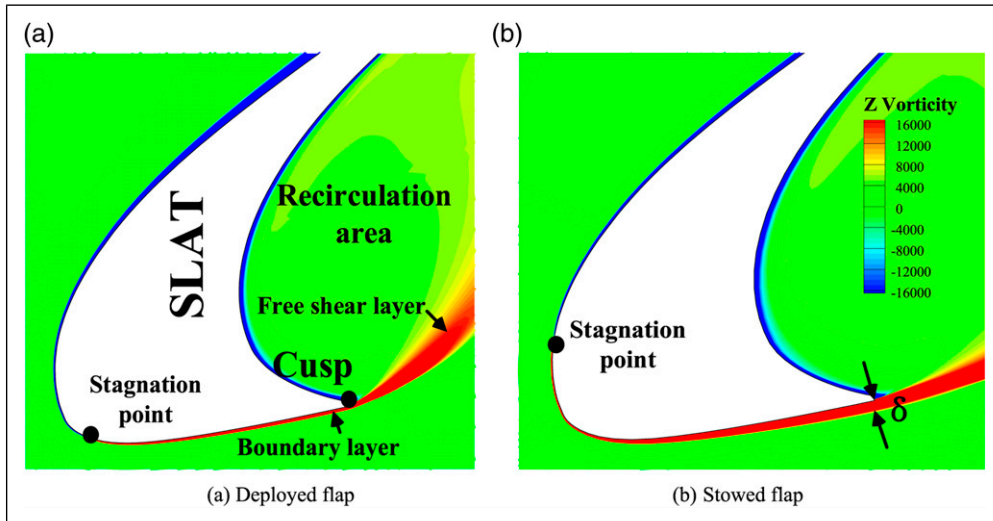 (a)
SLAT
Recirculation
area
Free shear layer
Cusp
Stagnation
point
Boundary layer
(a) Deployed flap
(b)
Z Vorticity
16000
12000
8000
4000
0
-4000
-8000
-12000
-16000
Stagnation
point
δ
(b) Stowed flap